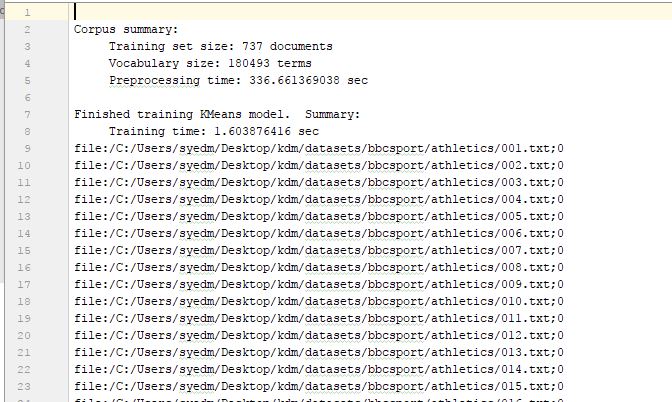 1
2 Corpus summary:
3 Training set size: 737 documents
4 Vocabulary size: 180493 terms
5 Preprocessing time: 336.661369038 sec
6
7 Finished training KMeans model.  Summary:
8 Training time: 1.603876416 sec
9 file:/C:/Users/syedm/Desktop/kdm/datasets/bbcsport/athletics/001.txt;0
10 file:/C:/Users/syedm/Desktop/kdm/datasets/bbcsport/athletics/002.txt;0
11 file:/C:/Users/syedm/Desktop/kdm/datasets/bbcsport/athletics/003.txt;0
12 file:/C:/Users/syedm/Desktop/kdm/datasets/bbcsport/athletics/004.txt;0
13 file:/C:/Users/syedm/Desktop/kdm/datasets/bbcsport/athletics/005.txt;0
14 file:/C:/Users/syedm/Desktop/kdm/datasets/bbcsport/athletics/006.txt;0
15 file:/C:/Users/syedm/Desktop/kdm/datasets/bbcsport/athletics/007.txt;0
16 file:/C:/Users/syedm/Desktop/kdm/datasets/bbcsport/athletics/008.txt;0
17 file:/C:/Users/syedm/Desktop/kdm/datasets/bbcsport/athletics/009.txt;0
18 file:/C:/Users/syedm/Desktop/kdm/datasets/bbcsport/athletics/010.txt;0
19 file:/C:/Users/syedm/Desktop/kdm/datasets/bbcsport/athletics/011.txt;0
20 file:/C:/Users/syedm/Desktop/kdm/datasets/bbcsport/athletics/012.txt;0
21 file:/C:/Users/syedm/Desktop/kdm/datasets/bbcsport/athletics/013.txt;0
22 file:/C:/Users/syedm/Desktop/kdm/datasets/bbcsport/athletics/014.txt;0
23 file:/C:/Users/syedm/Desktop/kdm/datasets/bbcsport/athletics/015.txt;0